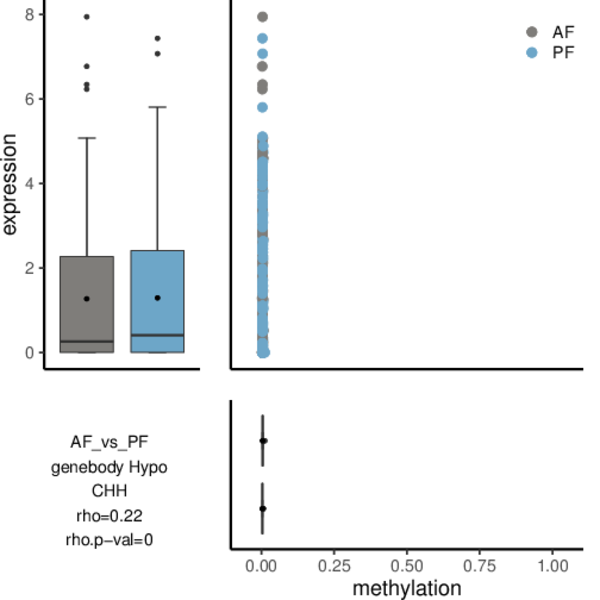 8
6
4
2
0
expression
AF
PF
AF_vs_PF
genebody Hypo
CHH
rho=0.22
rho.p−val=0
0.00 0.25 0.50 0.75 1.00
methylation